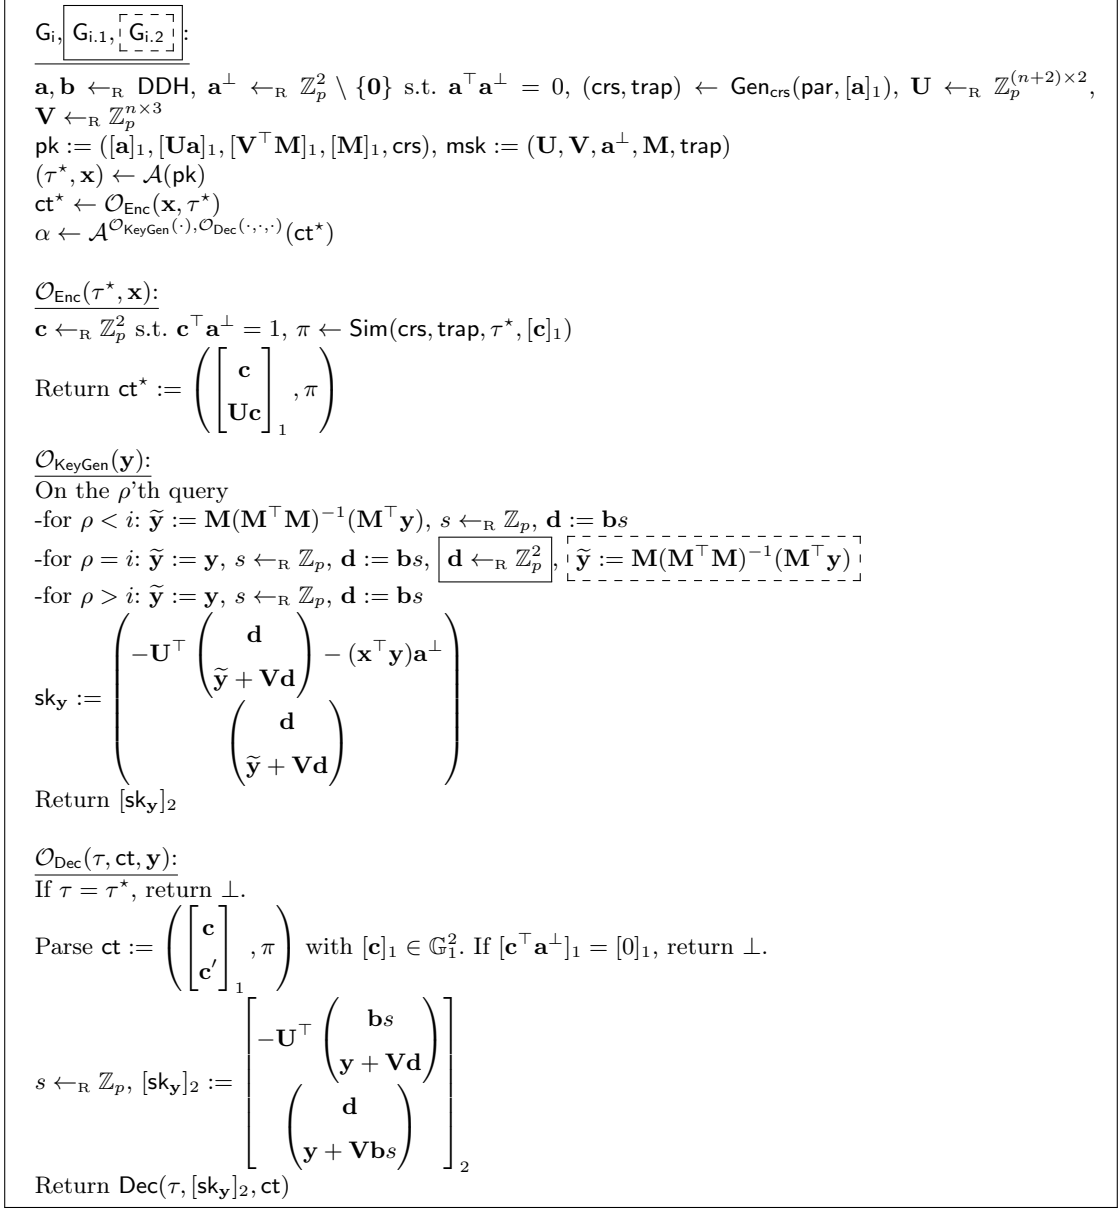 G_i, G_{i.1}, G_{i.2}:
a, b ←_R DDH, a^⊥ ←_R ℤ_p^2 \ {0} s.t. a^⊤a^⊥ = 0, (crs, trap) ← Gen_crs(par, [a]_1), U ←_R ℤ_p^{(n+2)×2},
V ←_R ℤ_p^{n×3}
pk := ([a]_1, [Ua]_1, [V^⊤M]_1, [M]_1, crs), msk := (U, V, a^⊥, M, trap)
(τ^⋆, x) ← 𝒜(pk)
ct^⋆ ← 𝒪_Enc(x, τ^⋆)
α ← 𝒜^{𝒪_KeyGen(·),𝒪_Dec(·,·,·)}(ct^⋆)
𝒪_Enc(τ^⋆, x):
c ←_R ℤ_p^2 s.t. c^⊤a^⊥ = 1, π ← Sim(crs, trap, τ^⋆, [c]_1)
Return ct^⋆ := ([c; Uc]_1, π)
𝒪_KeyGen(y):
On the ρ'th query
-for ρ < i: ỹ := M(M^⊤M)^{-1}(M^⊤y), s ←_R ℤ_p, d := bs
-for ρ = i: ỹ := y, s ←_R ℤ_p, d := bs, d ←_R ℤ_p^2, ỹ := M(M^⊤M)^{-1}(M^⊤y)
-for ρ > i: ỹ := y, s ←_R ℤ_p, d := bs
sk_y := (−U^⊤ (d; ỹ + Vd) − (x^⊤y)a^⊥; (d; ỹ + Vd))
Return [sk_y]_2
𝒪_Dec(τ, ct, y):
If τ = τ^⋆, return ⊥.
Parse ct := ([c; c′]_1, π) with [c]_1 ∈ 𝔾_1^2. If [c^⊤a^⊥]_1 = [0]_1, return ⊥.
s ←_R ℤ_p, [sk_y]_2 := [−U^⊤ (bs; y + Vd); (d; y + Vbs)]_2
Return Dec(τ, [sk_y]_2, ct)